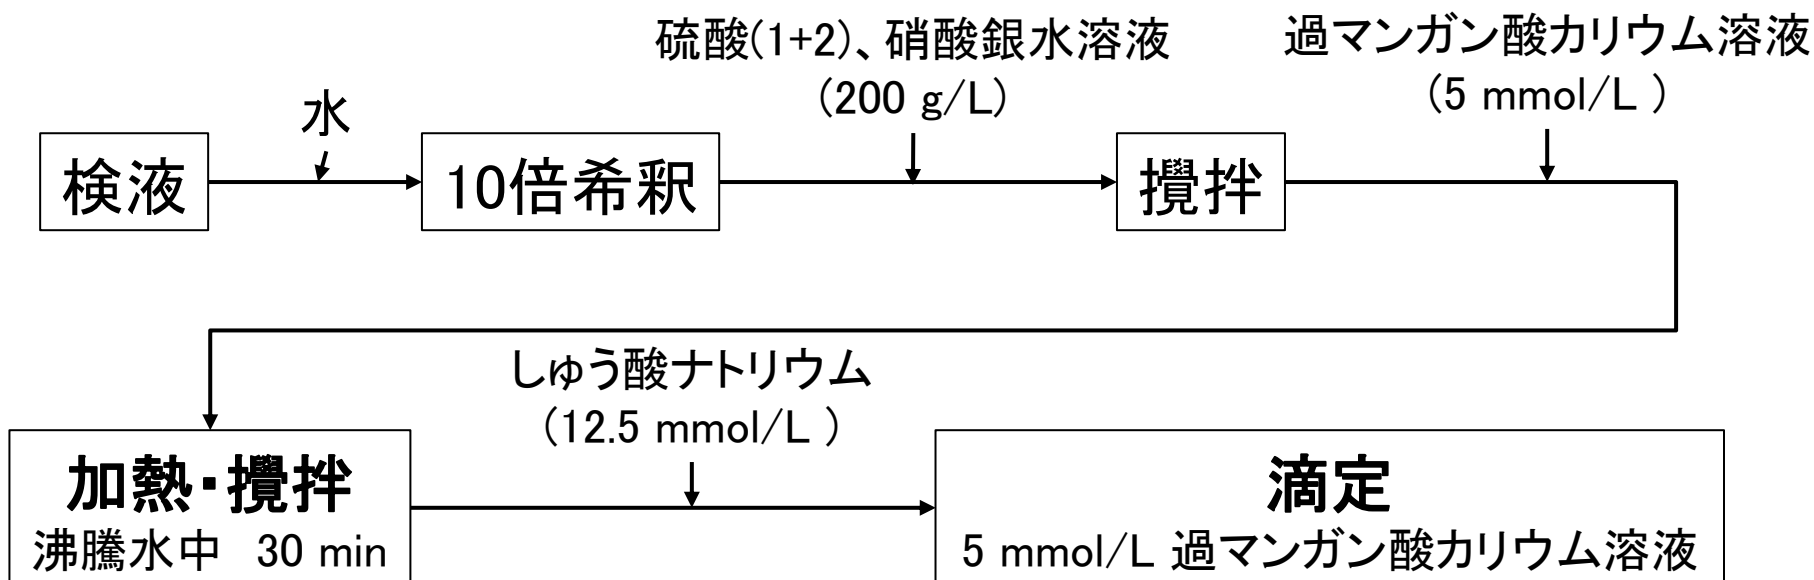 検液
水
10倍希釈
硫酸(1+2)、硝酸銀水溶液
(200 g/L)
攪拌
過マンガン酸カリウム溶液
(5 mmol/L )
加熱・攪拌
沸騰水中 30 min
しゅう酸ナトリウム
(12.5 mmol/L )
滴定
5 mmol/L 過マンガン酸カリウム溶液